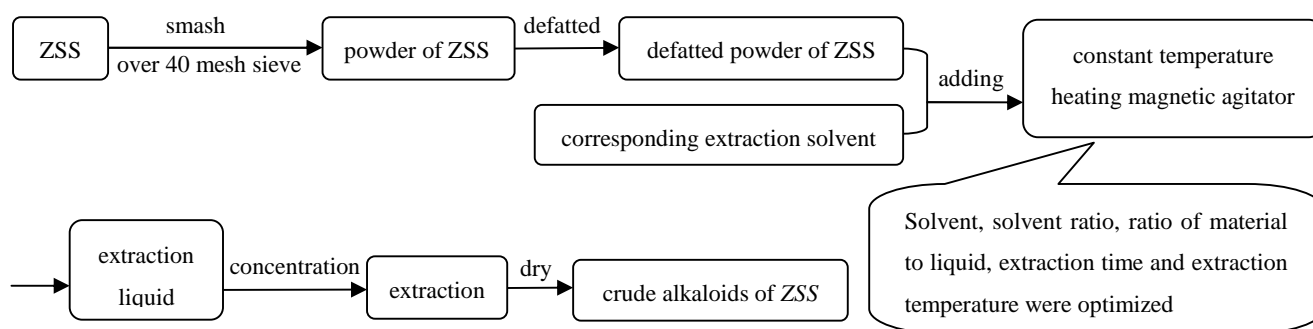 ZSS
smash
over 40 mesh sieve
powder of ZSS
defatted
defatted powder of ZSS
corresponding extraction solvent
adding
constant temperature
heating magnetic agitator
Solvent, solvent ratio, ratio of material
to liquid, extraction time and extraction
temperature were optimized
extraction
liquid
concentration
extraction
dry
crude alkaloids of ZSS